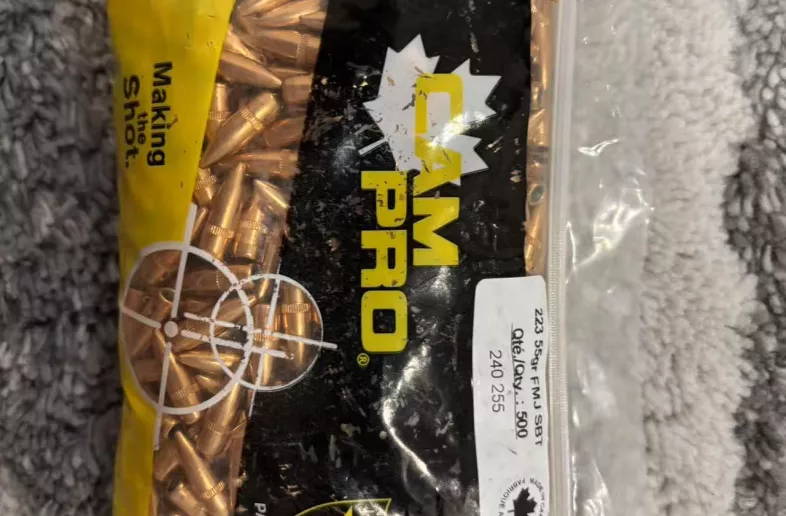 Making
the
Shot.
CAM
PRO®
223 55gr FMJ SBT
Qté./Qty. : 500
240 255